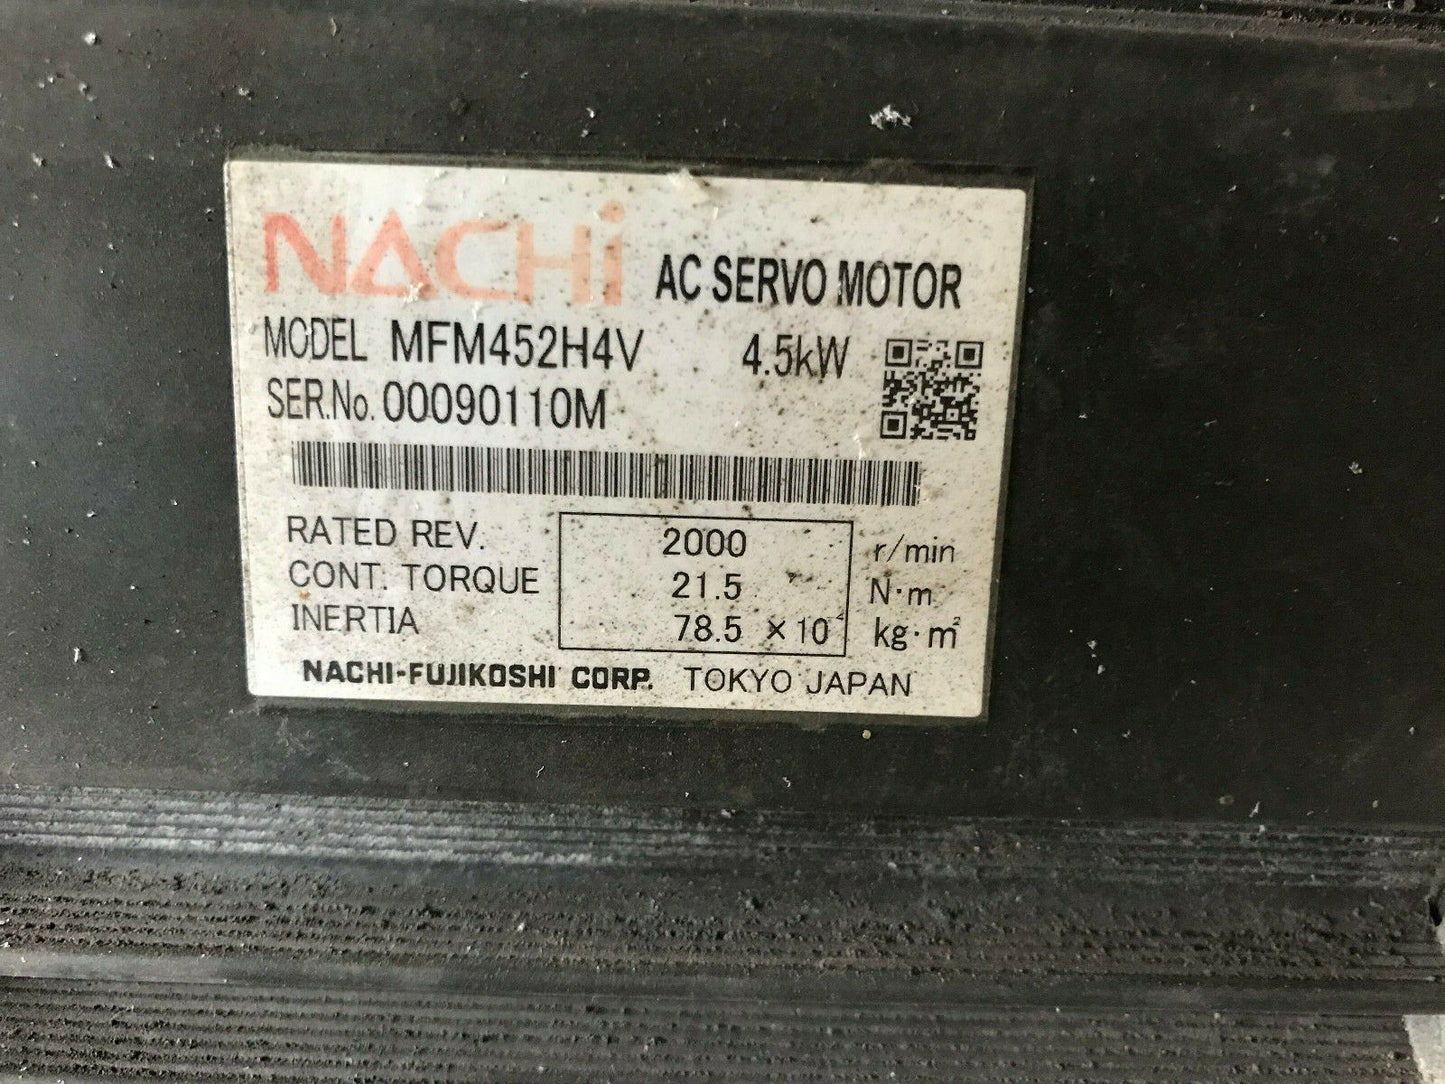 NACHi AC SERVO MOTOR
MODEL MFM452H4V 4.5kW
SER.No. 00090110M
RATED REV. 2000 r/min
CONT. TORQUE 21.5 N·m
INERTIA 78.5 ×10⁻⁴ kg·m²
NACHI-FUJIKOSHI CORP. TOKYO JAPAN